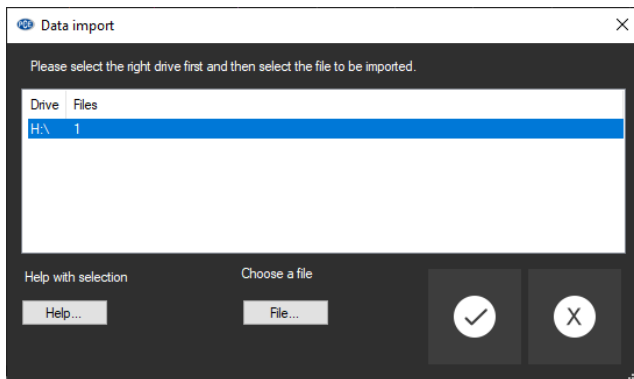 PCE Data import
Please select the right drive first and then select the file to be imported.
Drive Files
H:\ 1
Help with selection Choose a file
Help... File...
X